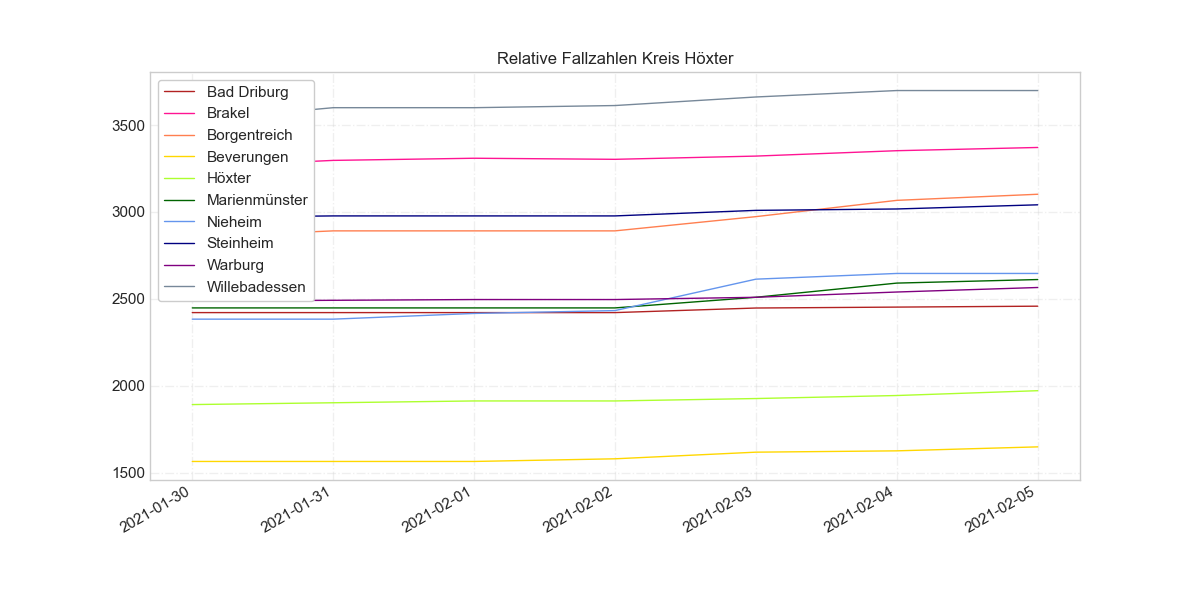 Relative Fallzahlen Kreis Höxter
Bad Driburg
Brakel
Borgentreich
Beverungen
Höxter
Marienmünster
Nieheim
Steinheim
Warburg
Willebadessen
3500
3000
2500
2000
1500
2021-01-30
2021-01-31
2021-02-01
2021-02-02
2021-02-03
2021-02-04
2021-02-05